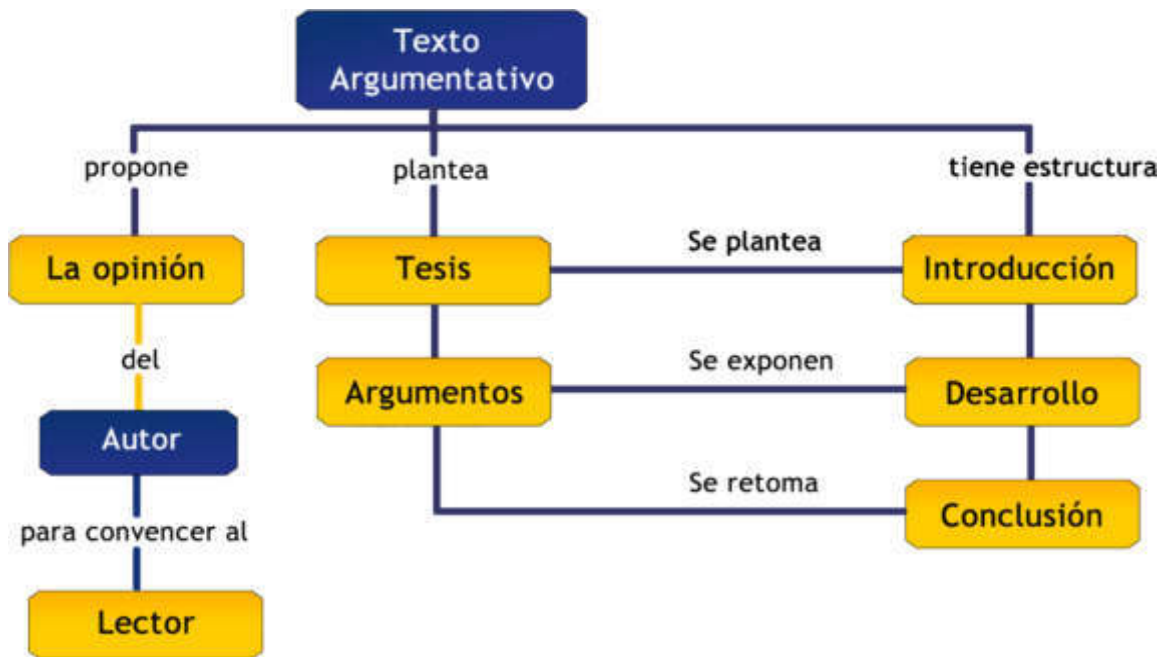 Texto
Argumentativo
propone
plantea
tiene estructura
La opinión
Tesis
Se plantea
Introducción
del
Argumentos
Se exponen
Desarrollo
Autor
Se retoma
Conclusión
para convencer al
Lector